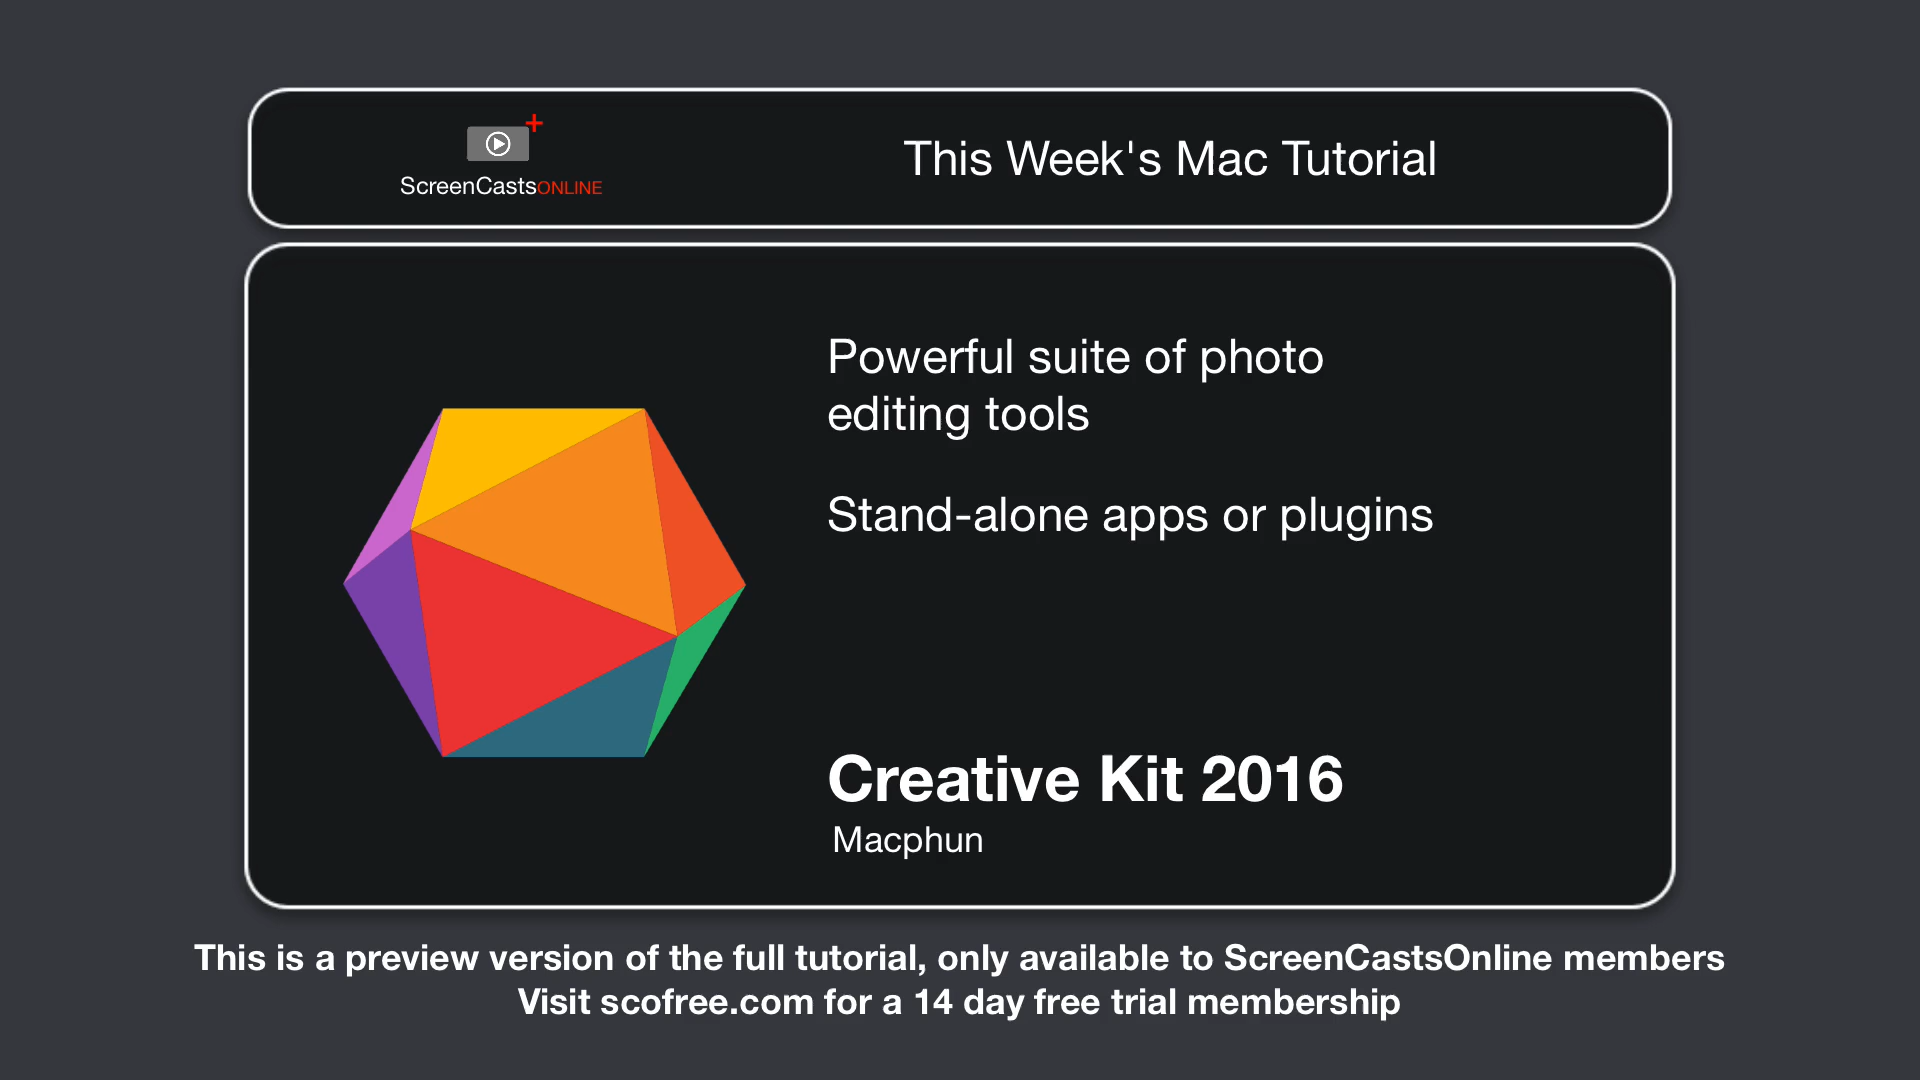 ScreenCastsONLINE
This Week's Mac Tutorial
Powerful suite of photo
editing tools
Stand-alone apps or plugins
Creative Kit 2016
Macphun
This is a preview version of the full tutorial, only available to ScreenCastsOnline members
Visit scofree.com for a 14 day free trial membership